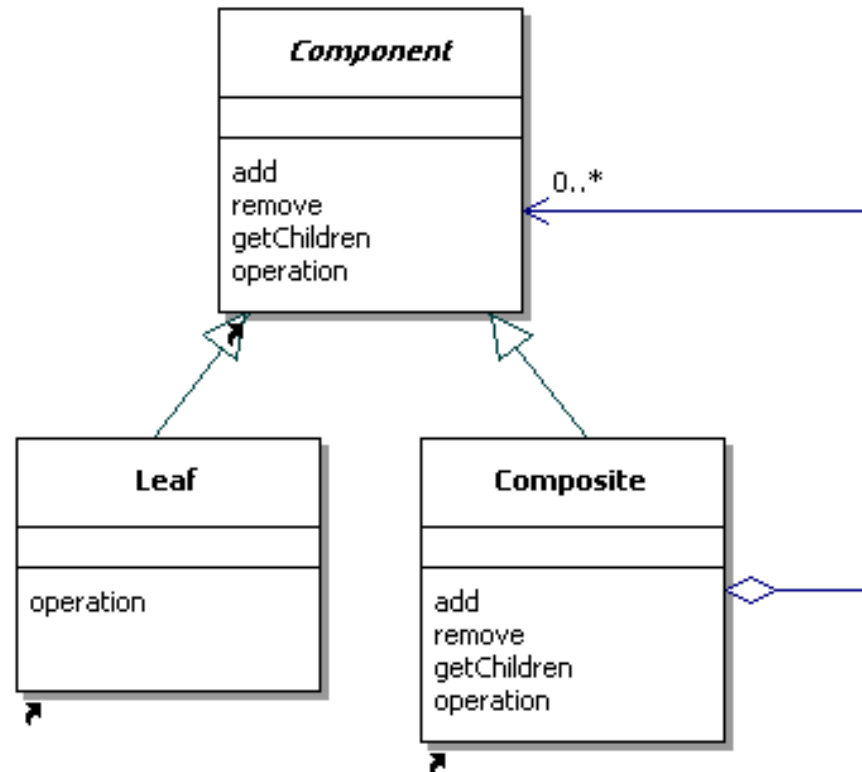 Component
add
remove
getChildren
operation
0..*
Leaf
operation
Composite
add
remove
getChildren
operation